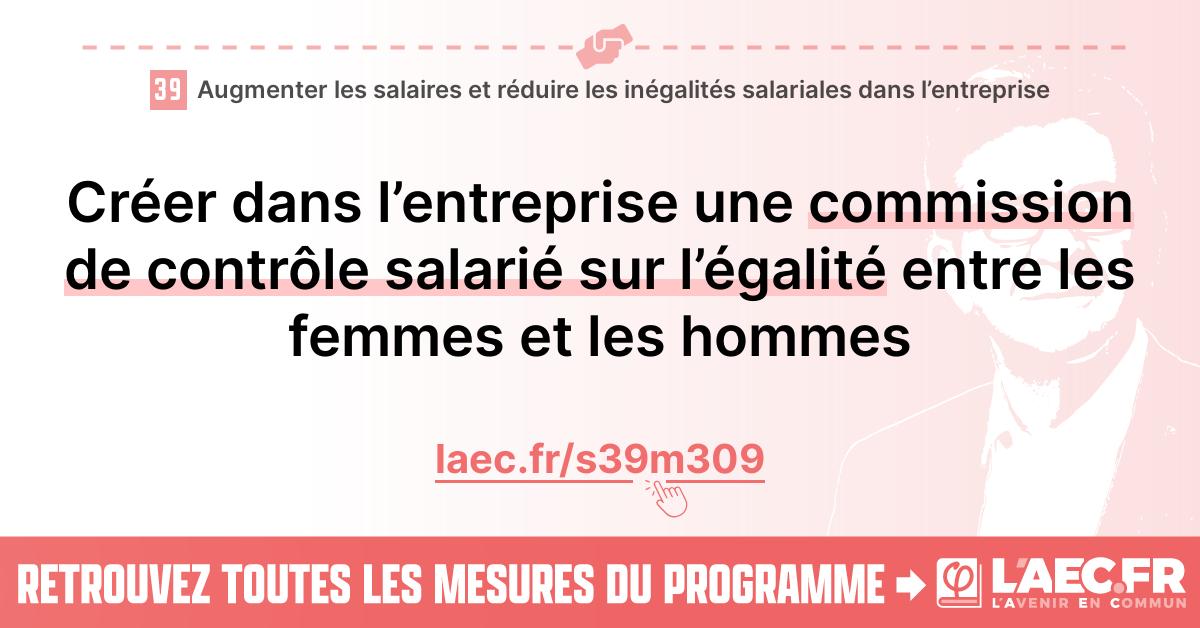 39 Augmenter les salaires et réduire les inégalités salariales dans l’entreprise
Créer dans l’entreprise une commission
de contrôle salarié sur l’égalité entre les
femmes et les hommes
laec.fr/s39m309
RETROUVEZ TOUTES LES MESURES DU PROGRAMME
φ L'AEC.FR
L'AVENIR EN COMMUN